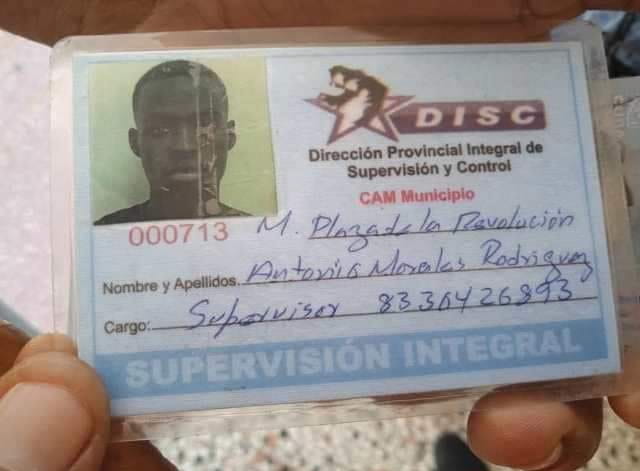 DISC
Dirección Provincial Integral de
Supervisión y Control
CAM Municipio
000713 M. Plaza de la Revolución
Nombre y Apellidos. Antonio Morales Rodriguez
Cargo: Supervisor 8330426893
SUPERVISIÓN INTEGRAL